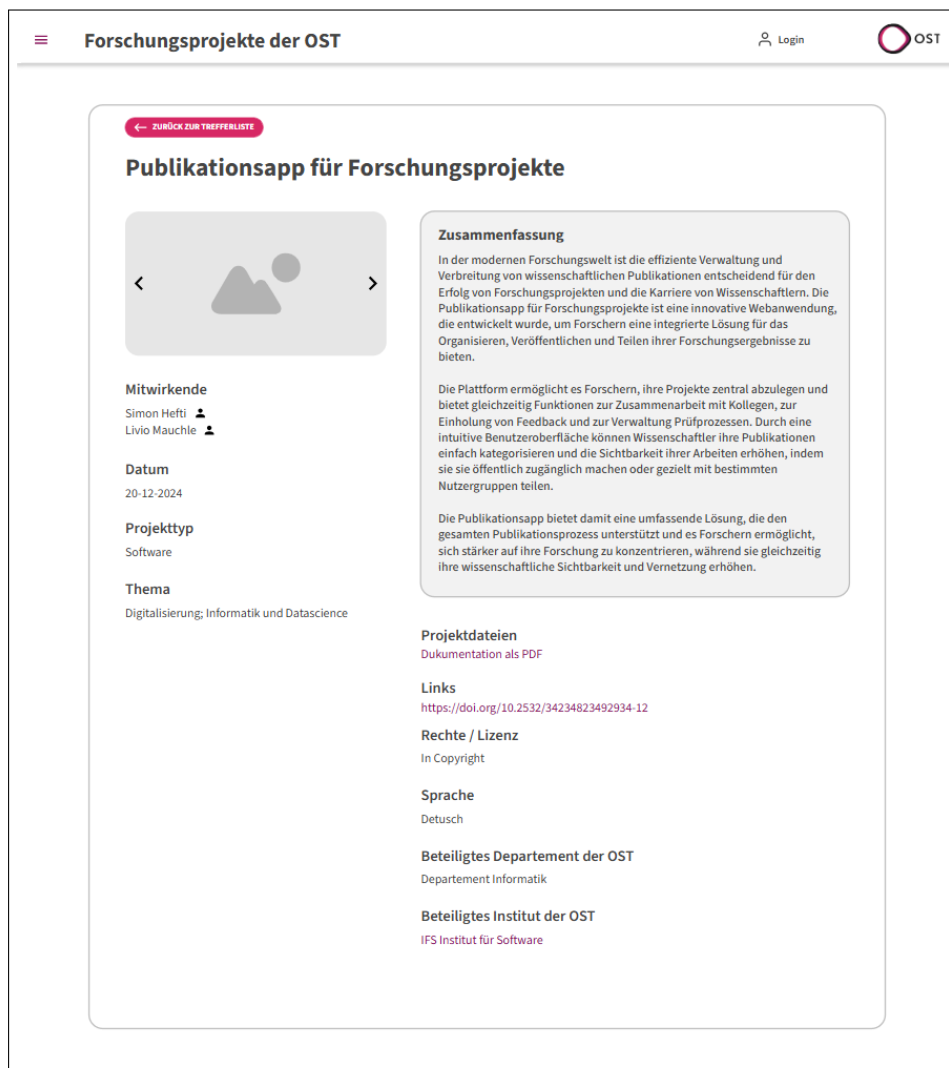 Forschungsprojekte der OST
Login
OST
ZURÜCK ZUR TREFFERLISTE
Publikationsapp für Forschungsprojekte
Mitwirkende
Simon Hefti
Livio Mauchle
Datum
20-12-2024
Projekttyp
Software
Thema
Digitalisierung; Informatik und Datascience
Zusammenfassung
In der modernen Forschungswelt ist die effiziente Verwaltung und
Verbreitung von wissenschaftlichen Publikationen entscheidend für den
Erfolg von Forschungsprojekten und die Karriere von Wissenschaftlern. Die
Publikationsapp für Forschungsprojekte ist eine innovative Webanwendung,
die entwickelt wurde, um Forschern eine integrierte Lösung für das
Organisieren, Veröffentlichen und Teilen ihrer Forschungsergebnisse zu
bieten.
Die Plattform ermöglicht es Forschern, ihre Projekte zentral abzulegen und
bietet gleichzeitig Funktionen zur Zusammenarbeit mit Kollegen, zur
Einholung von Feedback und zur Verwaltung Prüfprozessen. Durch eine
intuitive Benutzeroberfläche können Wissenschaftler ihre Publikationen
einfach kategorisieren und die Sichtbarkeit ihrer Arbeiten erhöhen, indem
sie sie öffentlich zugänglich machen oder gezielt mit bestimmten
Nutzergruppen teilen.
Die Publikationsapp bietet damit eine umfassende Lösung, die den
gesamten Publikationsprozess unterstützt und es Forschern ermöglicht,
sich stärker auf ihre Forschung zu konzentrieren, während sie gleichzeitig
ihre wissenschaftliche Sichtbarkeit und Vernetzung erhöhen.
Projektdateien
Dukumentation als PDF
Links
https://doi.org/10.2532/34234823492934-12
Rechte / Lizenz
In Copyright
Sprache
Detusch
Beteiligtes Departement der OST
Departement Informatik
Beteiligtes Institut der OST
IFS Institut für Software